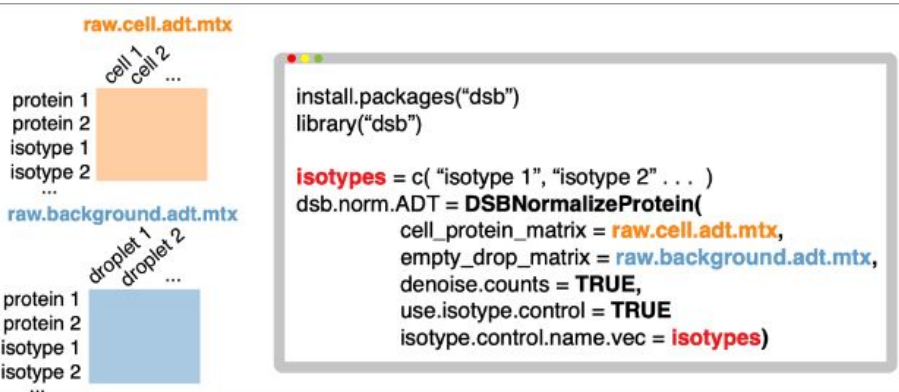 raw.cell.adt.mtx
cell 1
cell 2
...
protein 1
protein 2
isotype 1
isotype 2
...
raw.background.adt.mtx
droplet 1
droplet 2
...
protein 1
protein 2
isotype 1
isotype 2
...
install.packages(“dsb”)
library(“dsb”)
isotypes = c( “isotype 1”, “isotype 2” . . . )
dsb.norm.ADT = DSBNormalizeProtein(
cell_protein_matrix = raw.cell.adt.mtx,
empty_drop_matrix = raw.background.adt.mtx,
denoise.counts = TRUE,
use.isotype.control = TRUE
isotype.control.name.vec = isotypes)